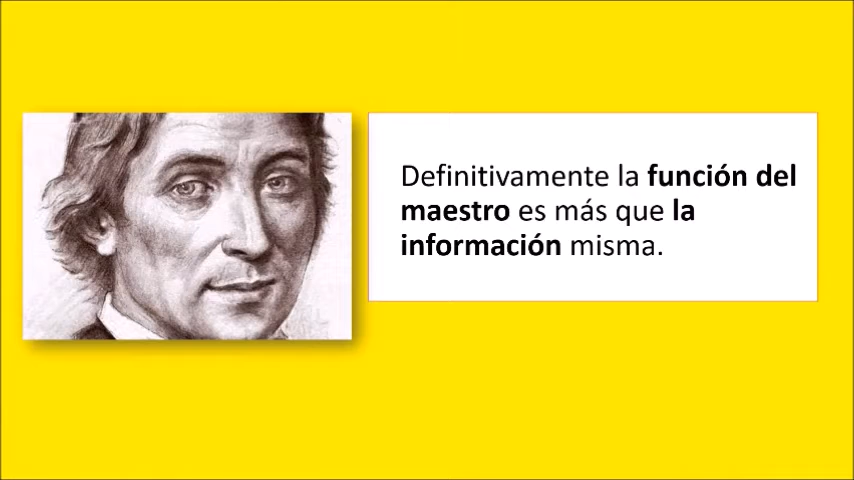 Definitivamente la función del
maestro es más que la
información misma.